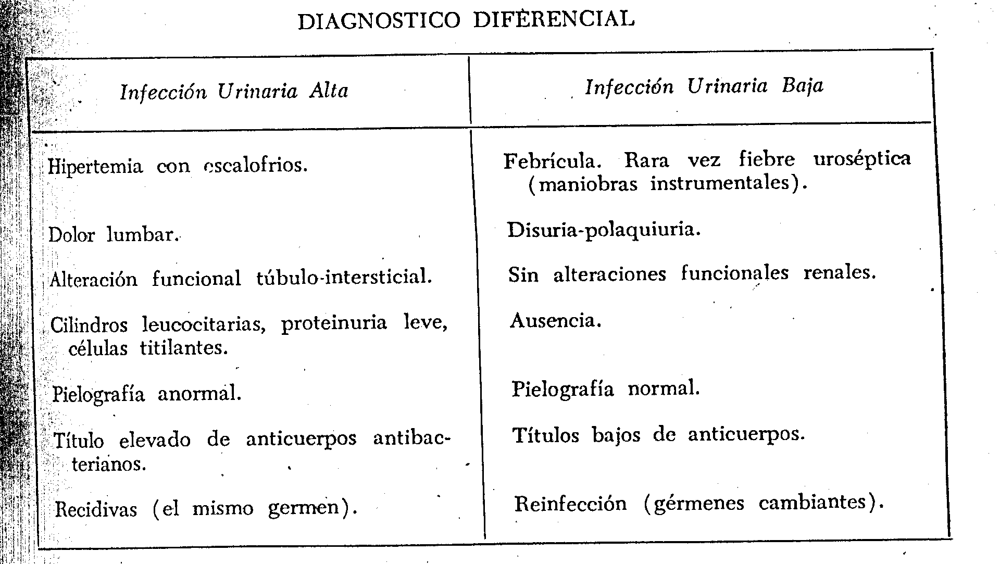 DIAGNOSTICO DIFERENCIAL
Infección Urinaria Alta
Infección Urinaria Baja
Hipertemia con escalofrios.
Febrícula. Rara vez fiebre uroséptica
(maniobras instrumentales).
Dolor lumbar.
Disuria-polaquiuria.
Alteración funcional túbulo-intersticial.
Sin alteraciones funcionales renales.
Cilindros leucocitarias, proteinuria leve,
células titilantes.
Ausencia.
Pielografía anormal.
Pielografía normal.
Título elevado de anticuerpos antibac-
terianos.
Títulos bajos de anticuerpos.
Recidivas (el mismo germen).
Reinfección (gérmenes cambiantes).